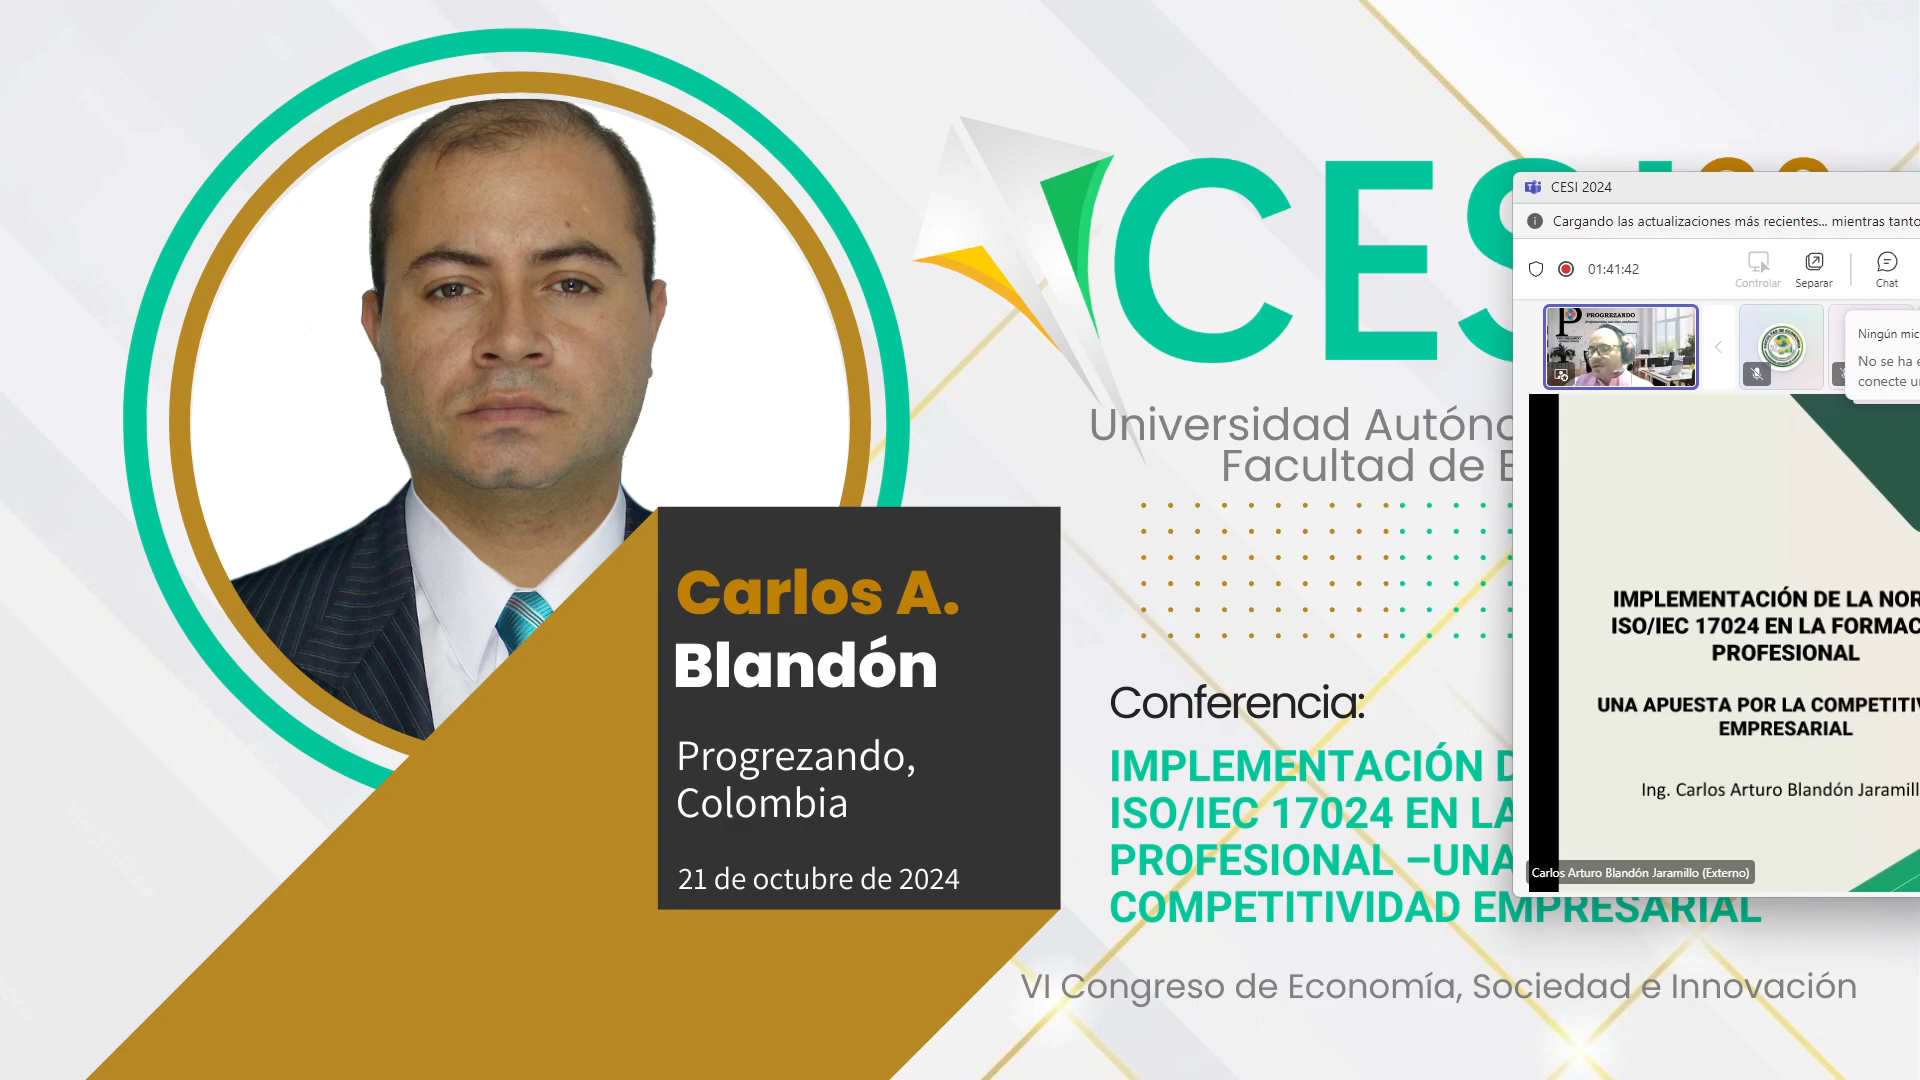 CES
Universidad Autóno
Facultad de E
Carlos A.
Blandón
Progrezando,
Colombia
21 de octubre de 2024
Conferencia:
IMPLEMENTACIÓN D
ISO/IEC 17024 EN LA
PROFESIONAL –UNA
COMPETITIVIDAD EMPRESARIAL
VI Congreso de Economía, Sociedad e Innovación
CESI 2024
Cargando las actualizaciones más recientes... mientras tanto
01:41:42
Controlar
Separar
Chat
PROGREZANDO
Ningún mic
No se ha e
conecte u
IMPLEMENTACIÓN DE LA NOR
ISO/IEC 17024 EN LA FORMAC
PROFESIONAL
UNA APUESTA POR LA COMPETITIV
EMPRESARIAL
Ing. Carlos Arturo Blandón Jaramill
Carlos Arturo Blandón Jaramillo (Externo)